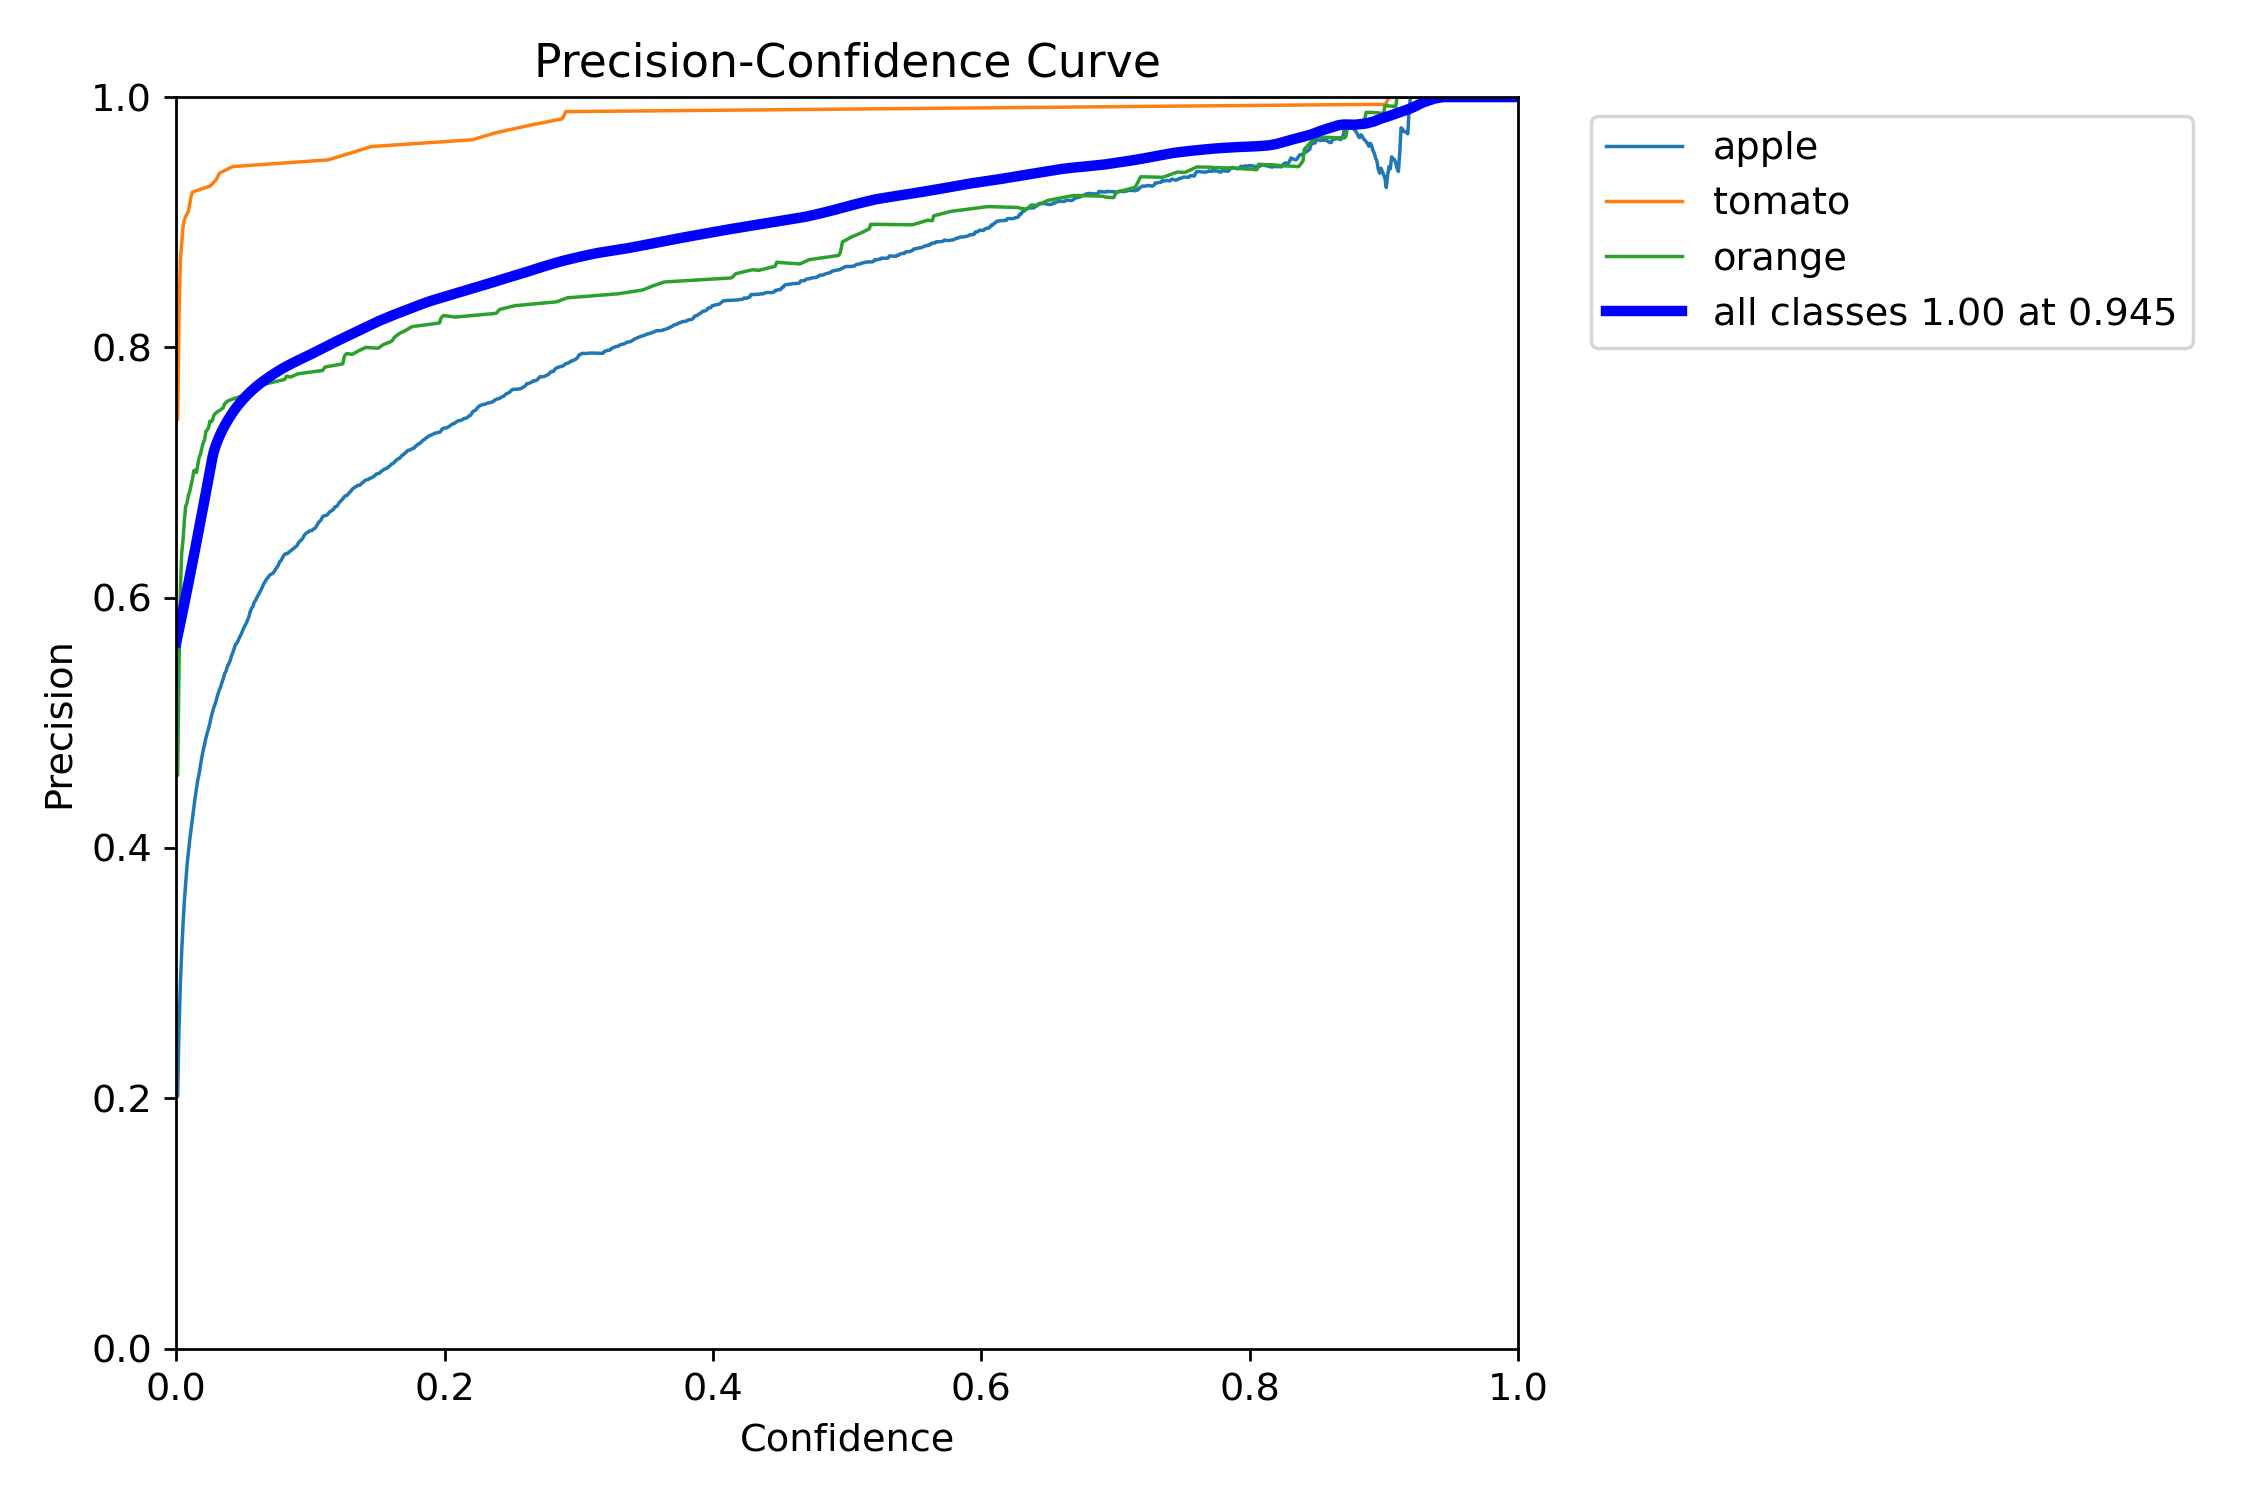 Precision-Confidence Curve
1.0
0.8
0.6
0.4
0.2
0.0
Precision
0.0 0.2 0.4 0.6 0.8 1.0
Confidence
apple
tomato
orange
all classes 1.00 at 0.945